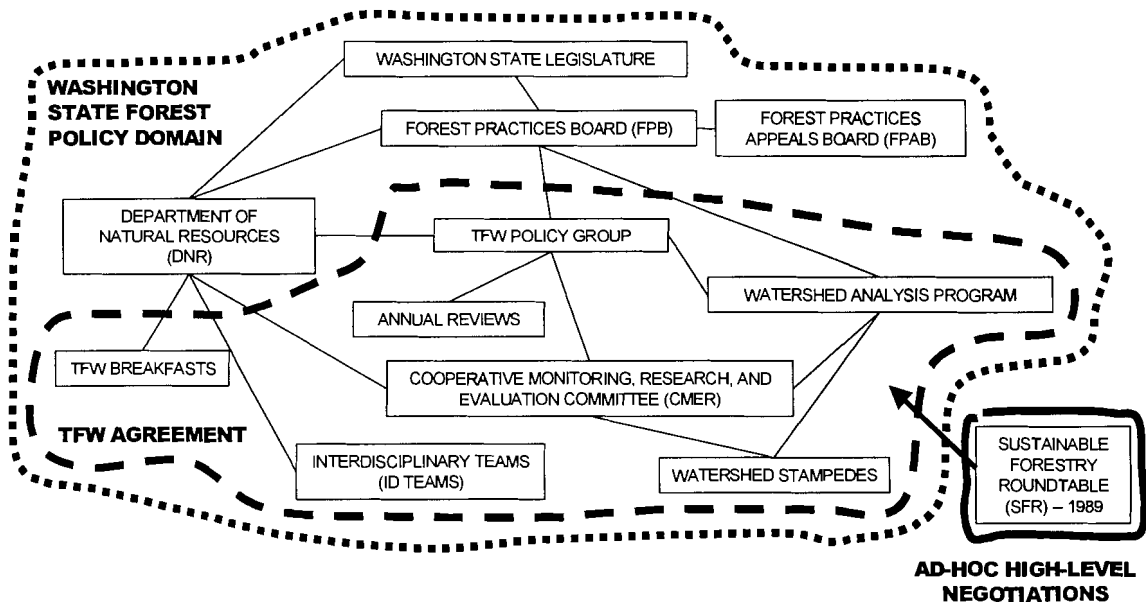 WASHINGTON STATE LEGISLATURE
WASHINGTON
STATE FOREST
POLICY DOMAIN
FOREST PRACTICES BOARD (FPB)
FOREST PRACTICES
APPEALS BOARD (FPAB)
DEPARTMENT OF
NATURAL RESOURCES
(DNR)
TFW POLICY GROUP
WATERSHED ANALYSIS PROGRAM
ANNUAL REVIEWS
TFW BREAKFASTS
COOPERATIVE MONITORING, RESEARCH, AND
EVALUATION COMMITTEE (CMER)
TFW AGREEMENT
INTERDISCIPLINARY TEAMS
(ID TEAMS)
WATERSHED STAMPEDES
SUSTAINABLE
FORESTRY
ROUNDTABLE
(SFR) – 1989
AD-HOC HIGH-LEVEL
NEGOTIATIONS